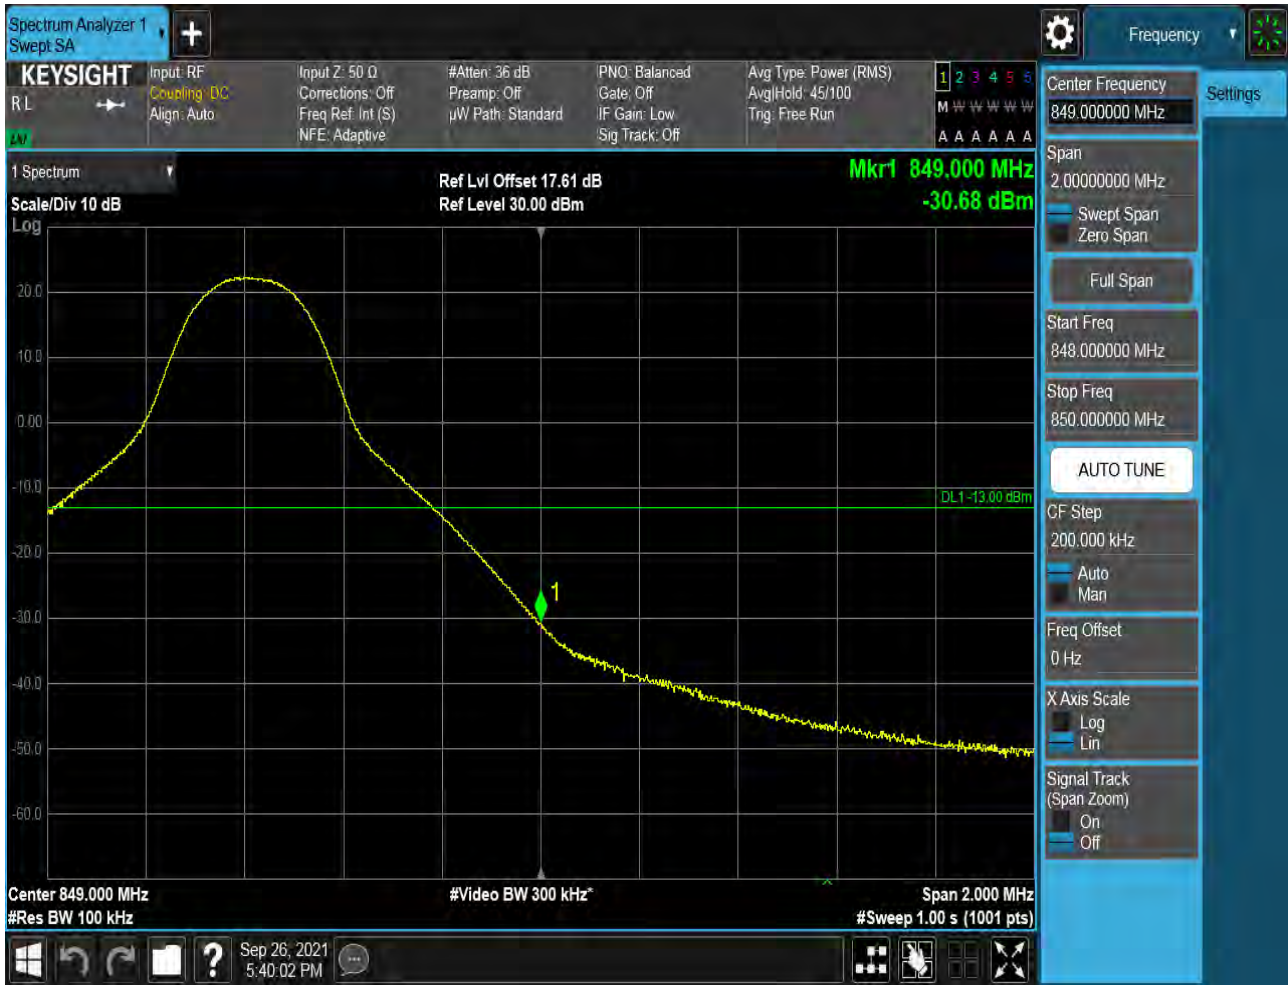 Spectrum Analyzer 1
Swept SA
Frequency
KEYSIGHT
R L
Input: RF
Coupling: DC
Align: Auto
Input Z: 50 Ω
Corrections: Off
Freq Ref: Int (S)
NFE: Adaptive
#Atten: 36 dB
Preamp: Off
µW Path: Standard
PNO: Balanced
Gate: Off
IF Gain: Low
Sig Track: Off
Avg Type: Power (RMS)
Avg|Hold: 45/100
Trig: Free Run
1 2 3 4 5 6
M W W W W W
A A A A A A
1 Spectrum
Scale/Div 10 dB
Ref Lvl Offset 17.61 dB
Ref Level 30.00 dBm
Mkr1 849.000 MHz
-30.68 dBm
Log
20.0
10.0
0.00
-10.0
-20.0
-30.0
-40.0
-50.0
-60.0
DL1 -13.00 dBm
1
Center 849.000 MHz
#Res BW 100 kHz
#Video BW 300 kHz*
Span 2.000 MHz
#Sweep 1.00 s (1001 pts)
Sep 26, 2021
5:40:02 PM
Center Frequency
849.000000 MHz
Settings
Span
2.00000000 MHz
Swept Span
Zero Span
Full Span
Start Freq
848.000000 MHz
Stop Freq
850.000000 MHz
AUTO TUNE
CF Step
200.000 kHz
Auto
Man
Freq Offset
0 Hz
X Axis Scale
Log
Lin
Signal Track
(Span Zoom)
On
Off